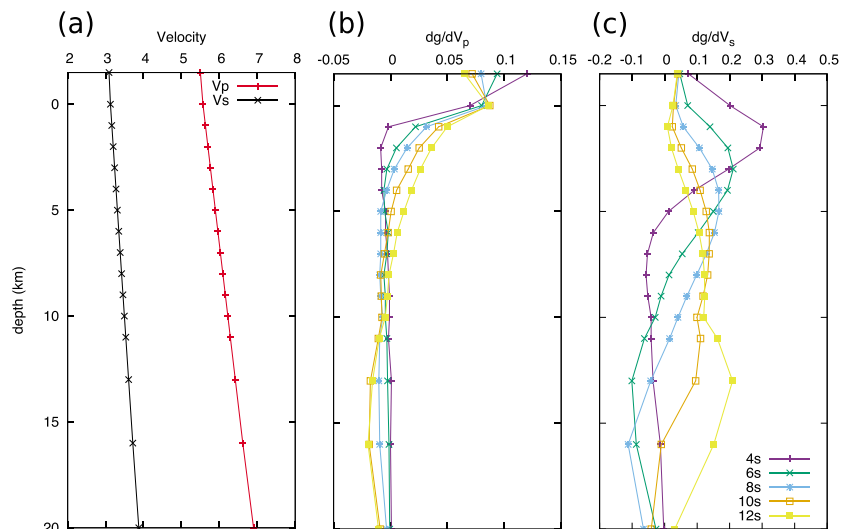 (a) (b) (c)
Velocity dg/dVp dg/dVs
2 3 4 5 6 7 8 -0.05 0 0.05 0.1 0.15 -0.2 -0.1 0 0.1 0.2 0.3 0.4 0.5
Vp
Vs
0
5
10
15
20
depth (km)
4s
6s
8s
10s
12s